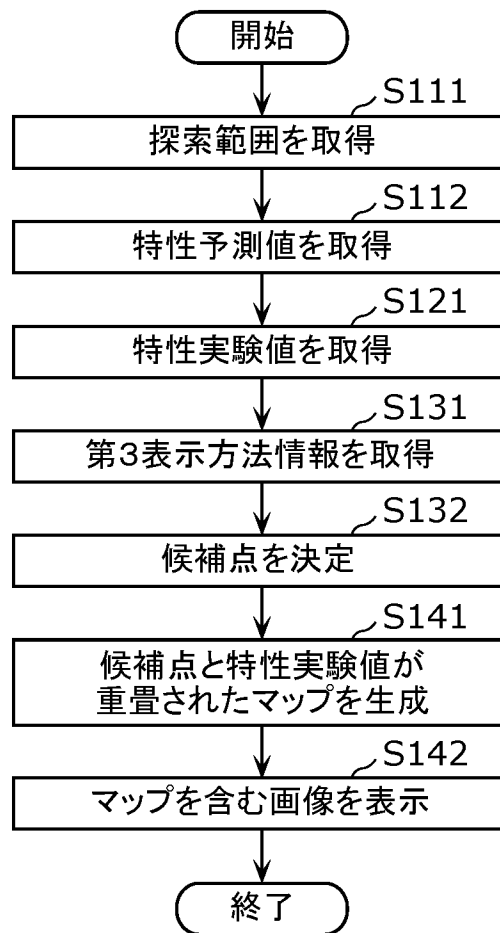 開始
S111
探索範囲を取得
S112
特性予測値を取得
S121
特性実験値を取得
S131
第3表示方法情報を取得
S132
候補点を決定
S141
候補点と特性実験値が
重畳されたマップを生成
S142
マップを含む画像を表示
終了